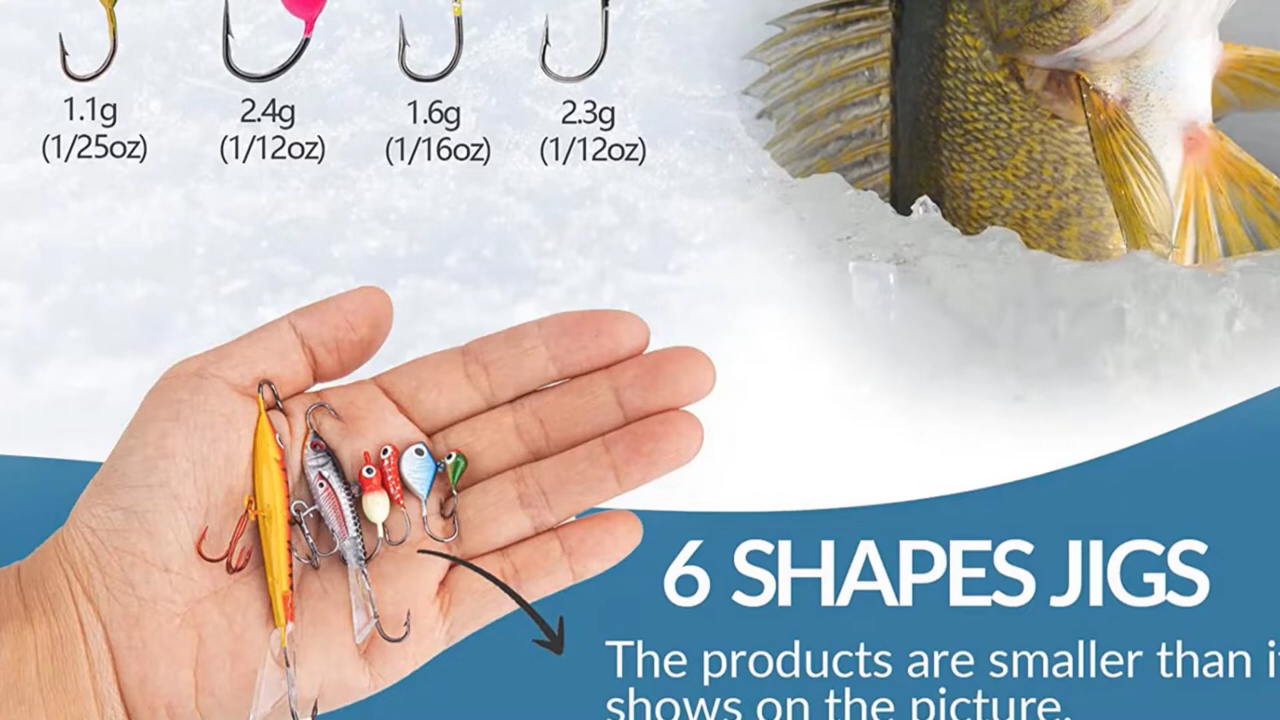 1.1g 2.4g 1.6g 2.3g
(1/25oz) (1/12oz) (1/16oz) (1/12oz)
6 SHAPES JIGS
The products are smaller than it
shows on the picture.